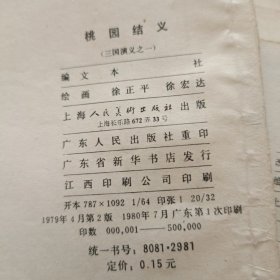 桃园结义
(三国演义之一)
编文 本社
绘画 徐正平 徐宏达
上海人民美术出版社出版
上海长乐路672弄33号
广东人民出版社重印
广东省新华书店发行
江西印刷公司印刷
开本 787×1092 1/64 印张 1 20/32
1979年4月第2版 1980年7月广东第1次印刷
印数 000,001—500,000
统一书号: 8081·2981
定价: 0.15 元